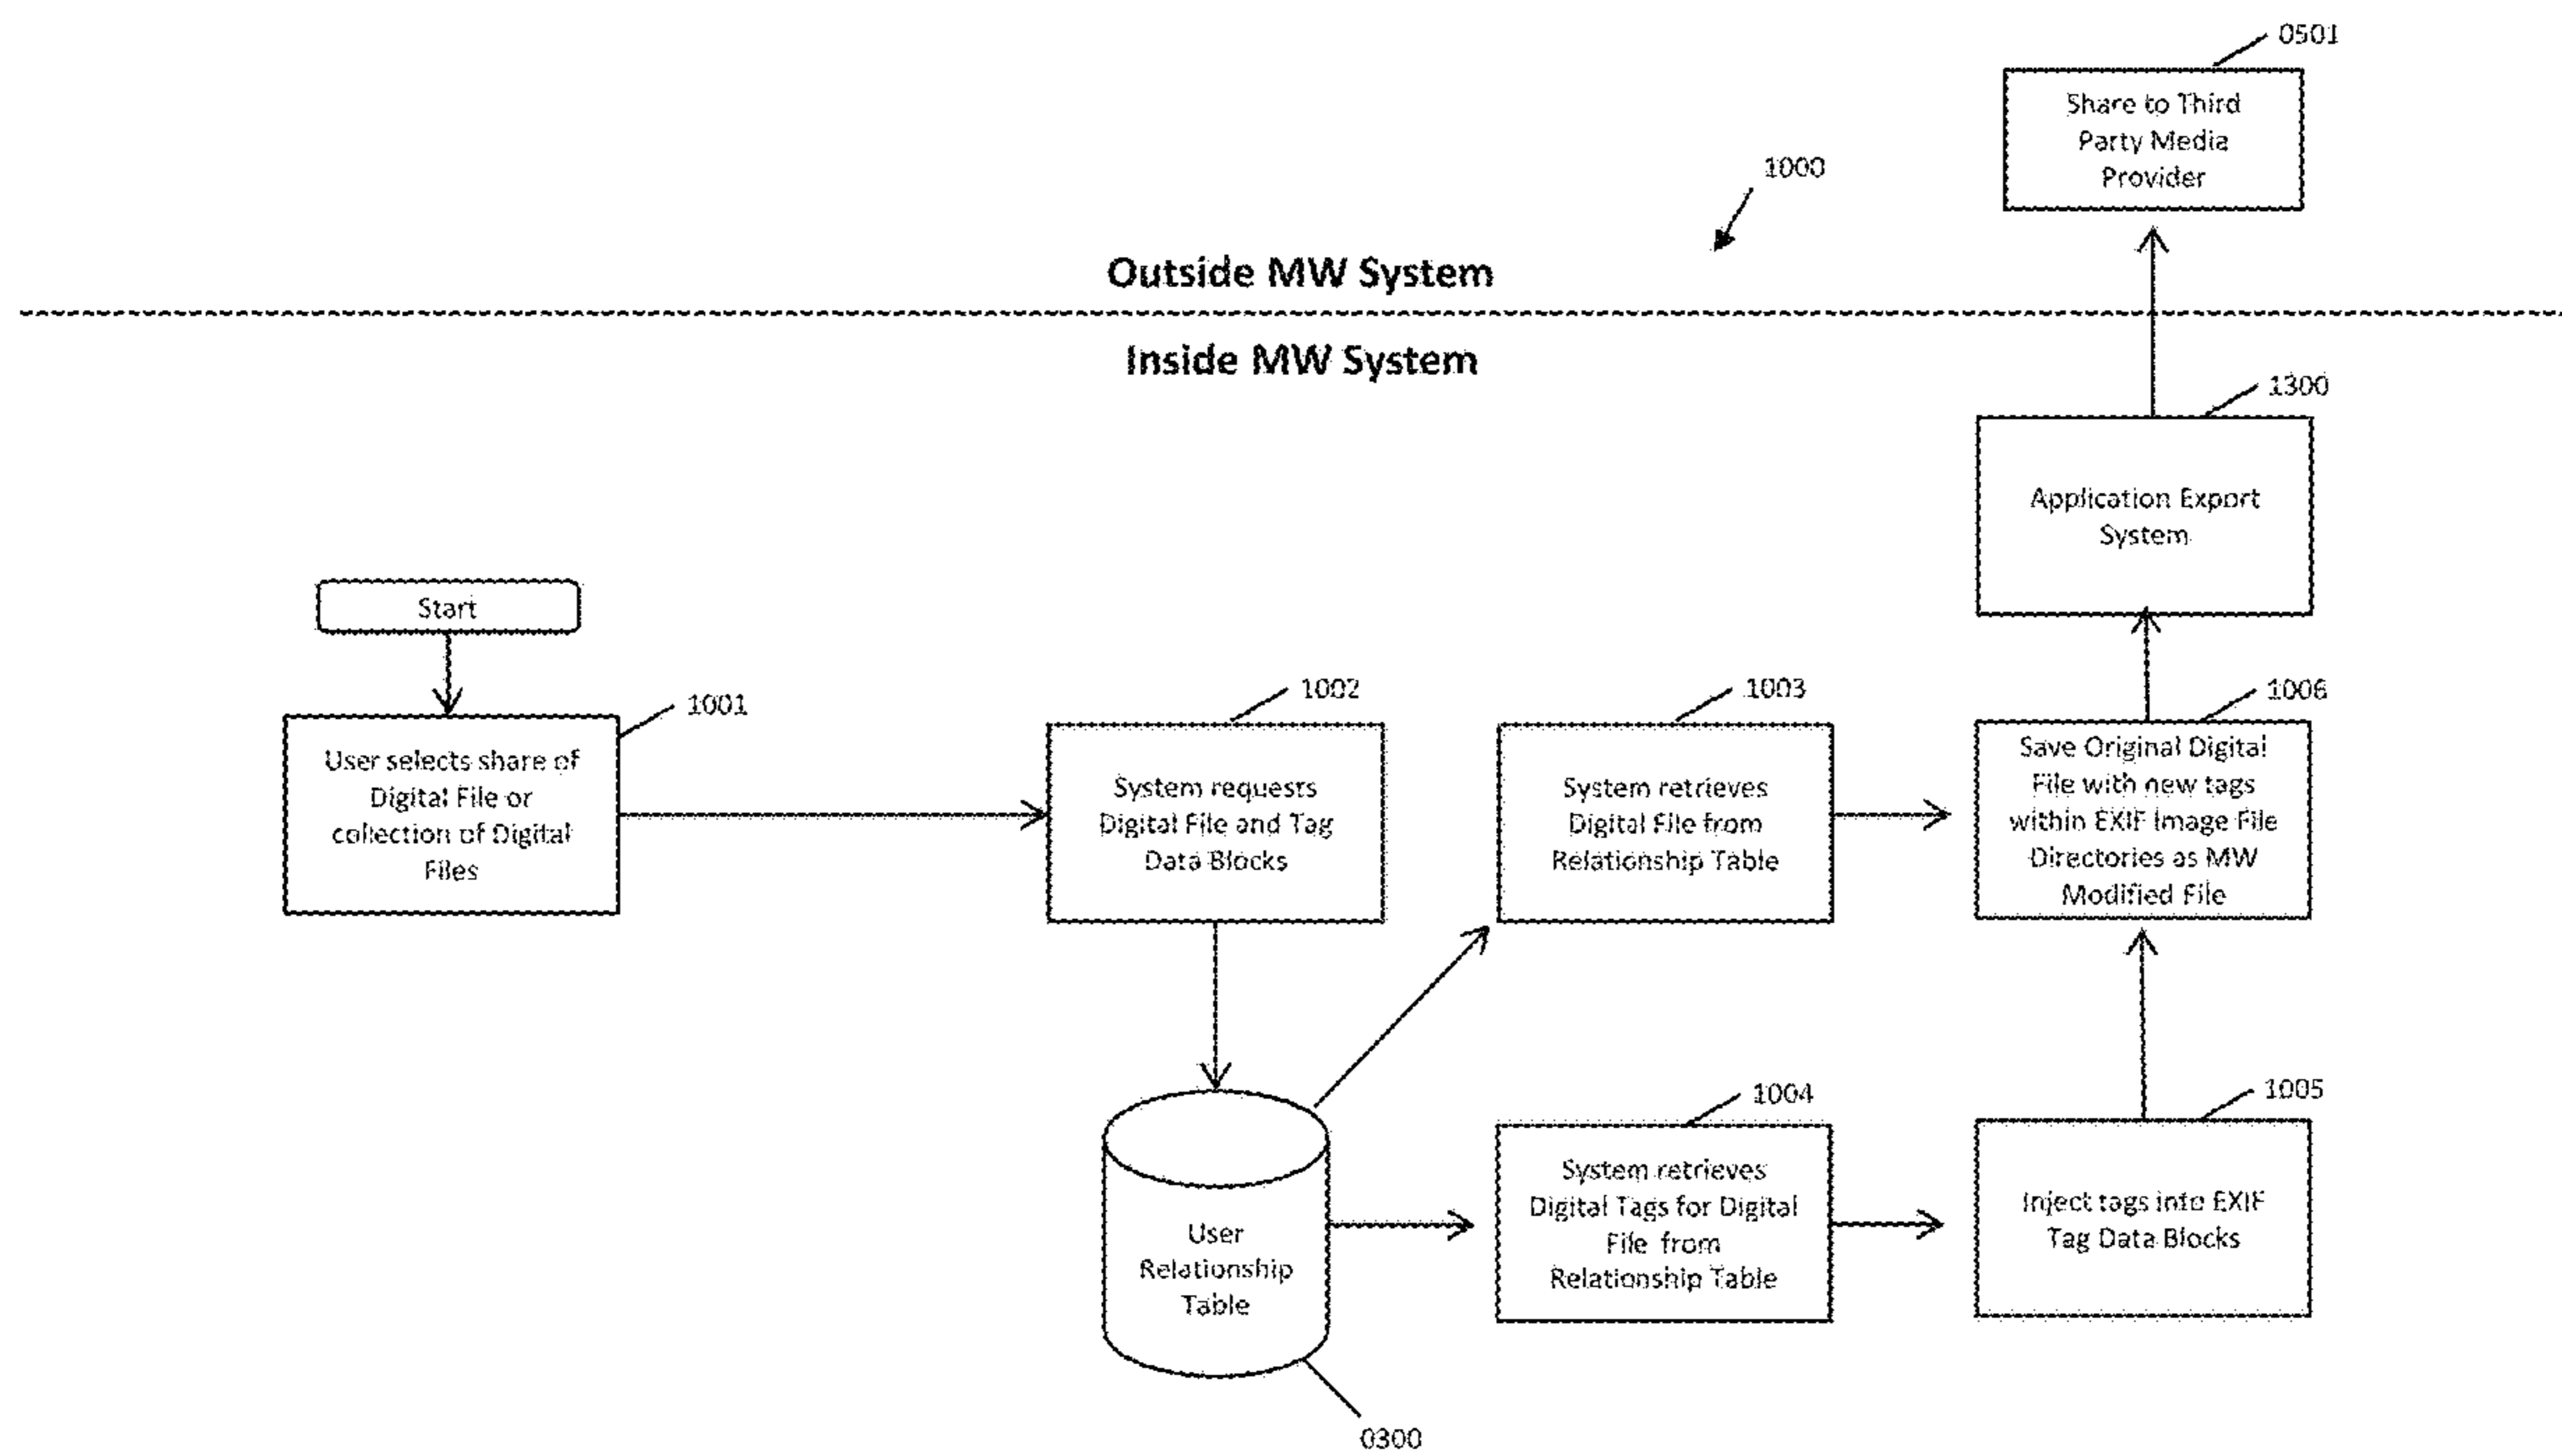 0501
Share to Third
Party Media
Provider
1000
Outside MW System
Inside MW System
1300
Application Export
System
Start
1001
User selects share of
Digital File or
collection of Digital
Files
1002
System requests
Digital File and Tag
Data Blocks
1003
System retrieves
Digital File from
Relationship Table
1006
Save Original Digital
File with new tags
within EXIF Image File
Directories as MW
Modified File
User
Relationship
Table
0300
1004
System retrieves
Digital Tags for Digital
File from
Relationship Table
1005
Inject tags into EXIF
Tag Data Blocks